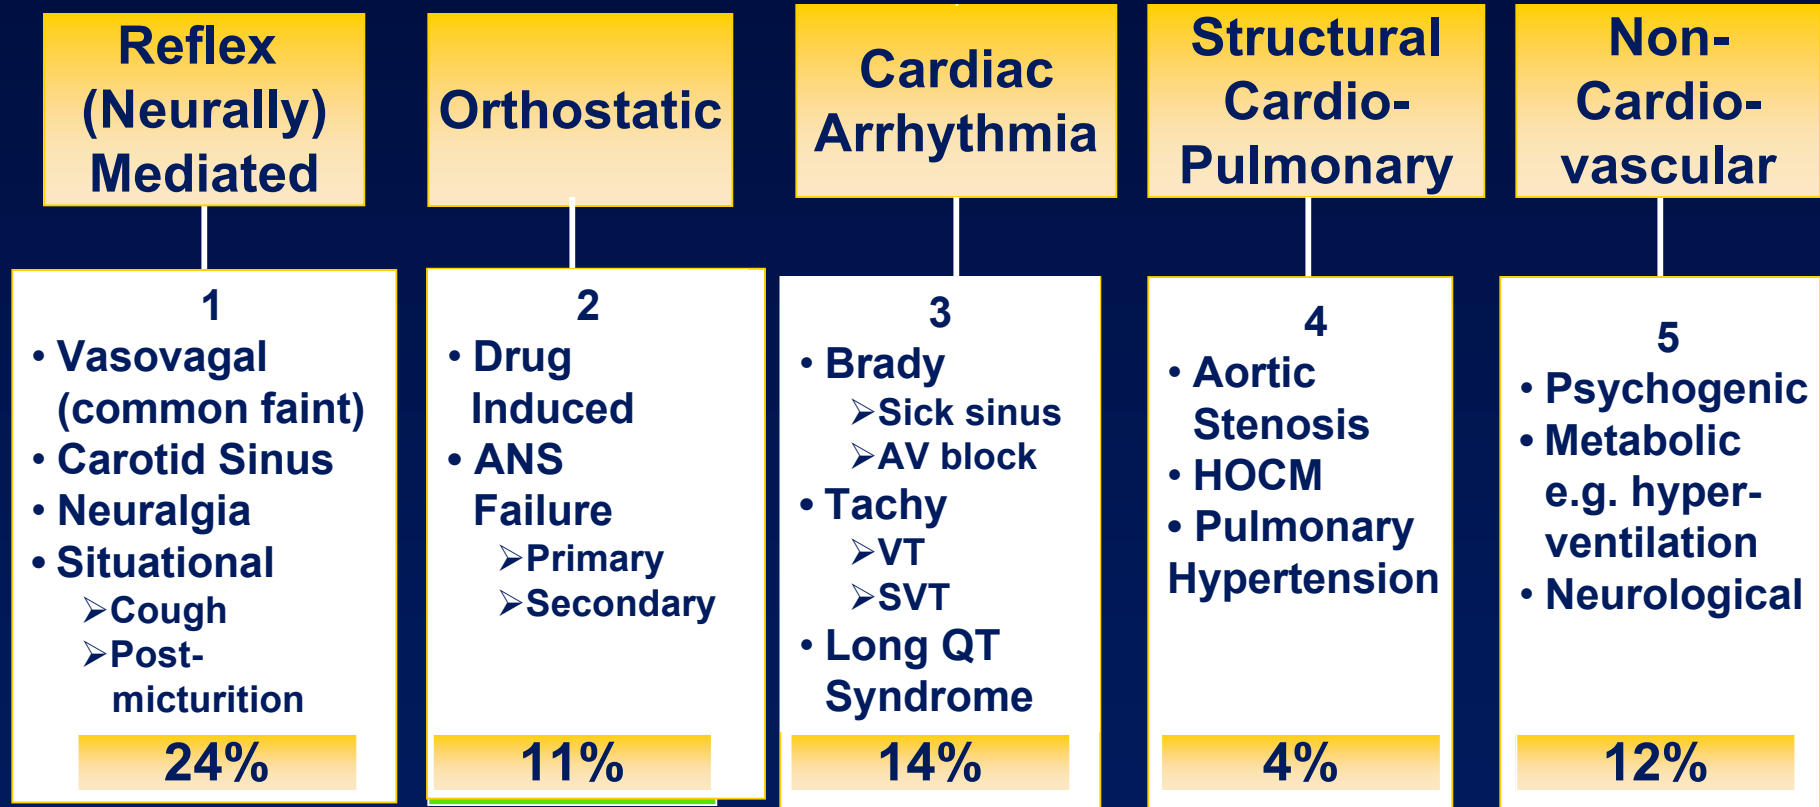 Reflex
(Neurally)
Mediated
1
• Vasovagal
(common faint)
• Carotid Sinus
• Neuralgia
• Situational
➢Cough
➢Post-
micturition
24%
Orthostatic
2
• Drug
Induced
• ANS
Failure
➢Primary
➢Secondary
11%
Cardiac
Arrhythmia
3
• Brady
➢Sick sinus
➢AV block
• Tachy
➢VT
➢SVT
• Long QT
Syndrome
14%
Structural
Cardio-
Pulmonary
4
• Aortic
Stenosis
• HOCM
• Pulmonary
Hypertension
4%
Non-
Cardio-
vascular
5
• Psychogenic
• Metabolic
e.g. hyper-
ventilation
• Neurological
12%